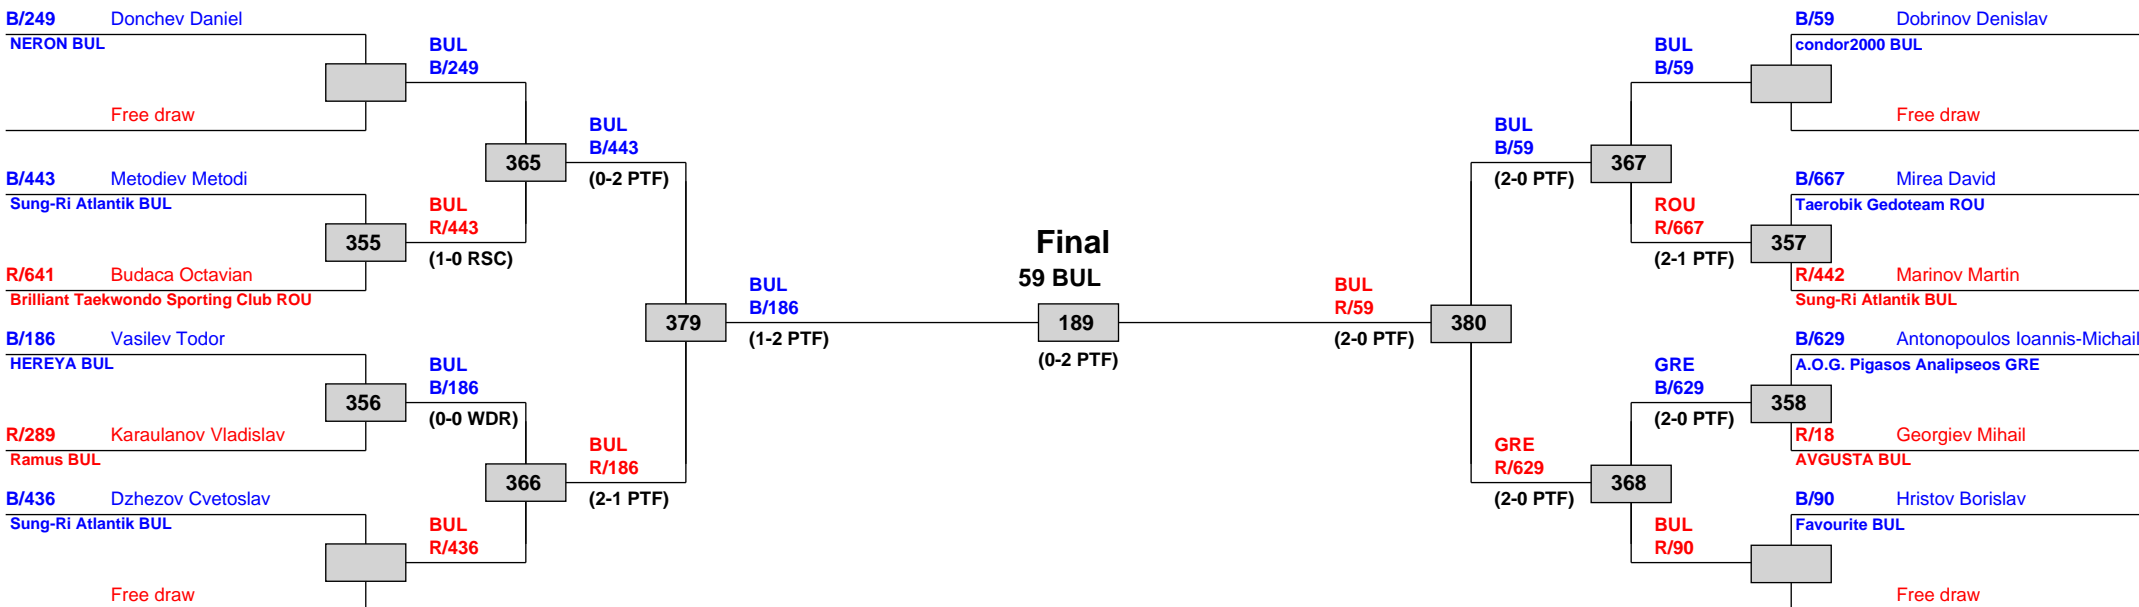 B/249 Donchev Daniel
NERON BUL
Free draw
BUL
B/249
B/443 Metodiev Metodi
Sung-Ri Atlantik BUL
355
R/641 Budaca Octavian
Brilliant Taekwondo Sporting Club ROU
BUL
R/443
(1-0 RSC)
365
BUL
B/443
(0-2 PTF)
B/186 Vasilev Todor
HEREYA BUL
356
R/289 Karaulanov Vladislav
Ramus BUL
BUL
B/186
(0-0 WDR)
B/436 Dzhezov Cvetoslav
Sung-Ri Atlantik BUL
Free draw
BUL
R/436
366
BUL
R/186
(2-1 PTF)
379
BUL
B/186
(1-2 PTF)
Final
59 BUL
189
(0-2 PTF)
BUL
R/59
(2-0 PTF)
380
BUL
B/59
(2-0 PTF)
367
BUL
B/59
B/59 Dobrinov Denislav
condor2000 BUL
Free draw
ROU
R/667
(2-1 PTF)
357
B/667 Mirea David
Taerobik Gedoteam ROU
R/442 Marinov Martin
Sung-Ri Atlantik BUL
GRE
R/629
(2-0 PTF)
368
GRE
B/629
(2-0 PTF)
358
B/629 Antonopoulos Ioannis-Michail
A.O.G. Pigasos Analipseos GRE
R/18 Georgiev Mihail
AVGUSTA BUL
BUL
R/90
B/90 Hristov Borislav
Favourite BUL
Free draw